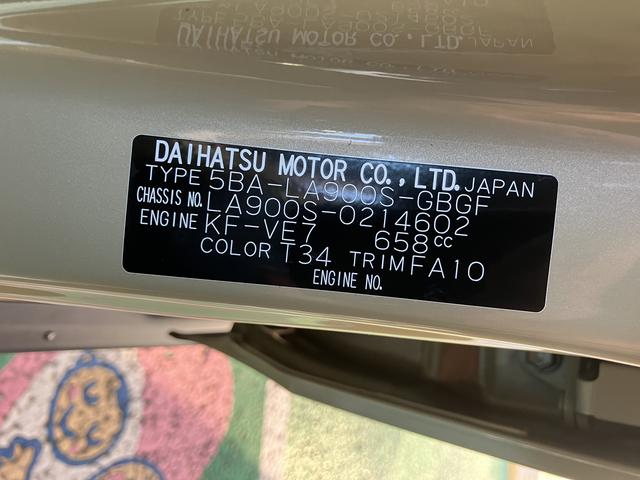 DAIHATSU MOTOR CO., LTD. JAPAN
TYPE 5BA-LA900S-GBGF
CHASSIS NO. LA900S-0214602
ENGINE KF-VE7 658cc
COLOR T34 TRIM FA10
ENGINE NO.